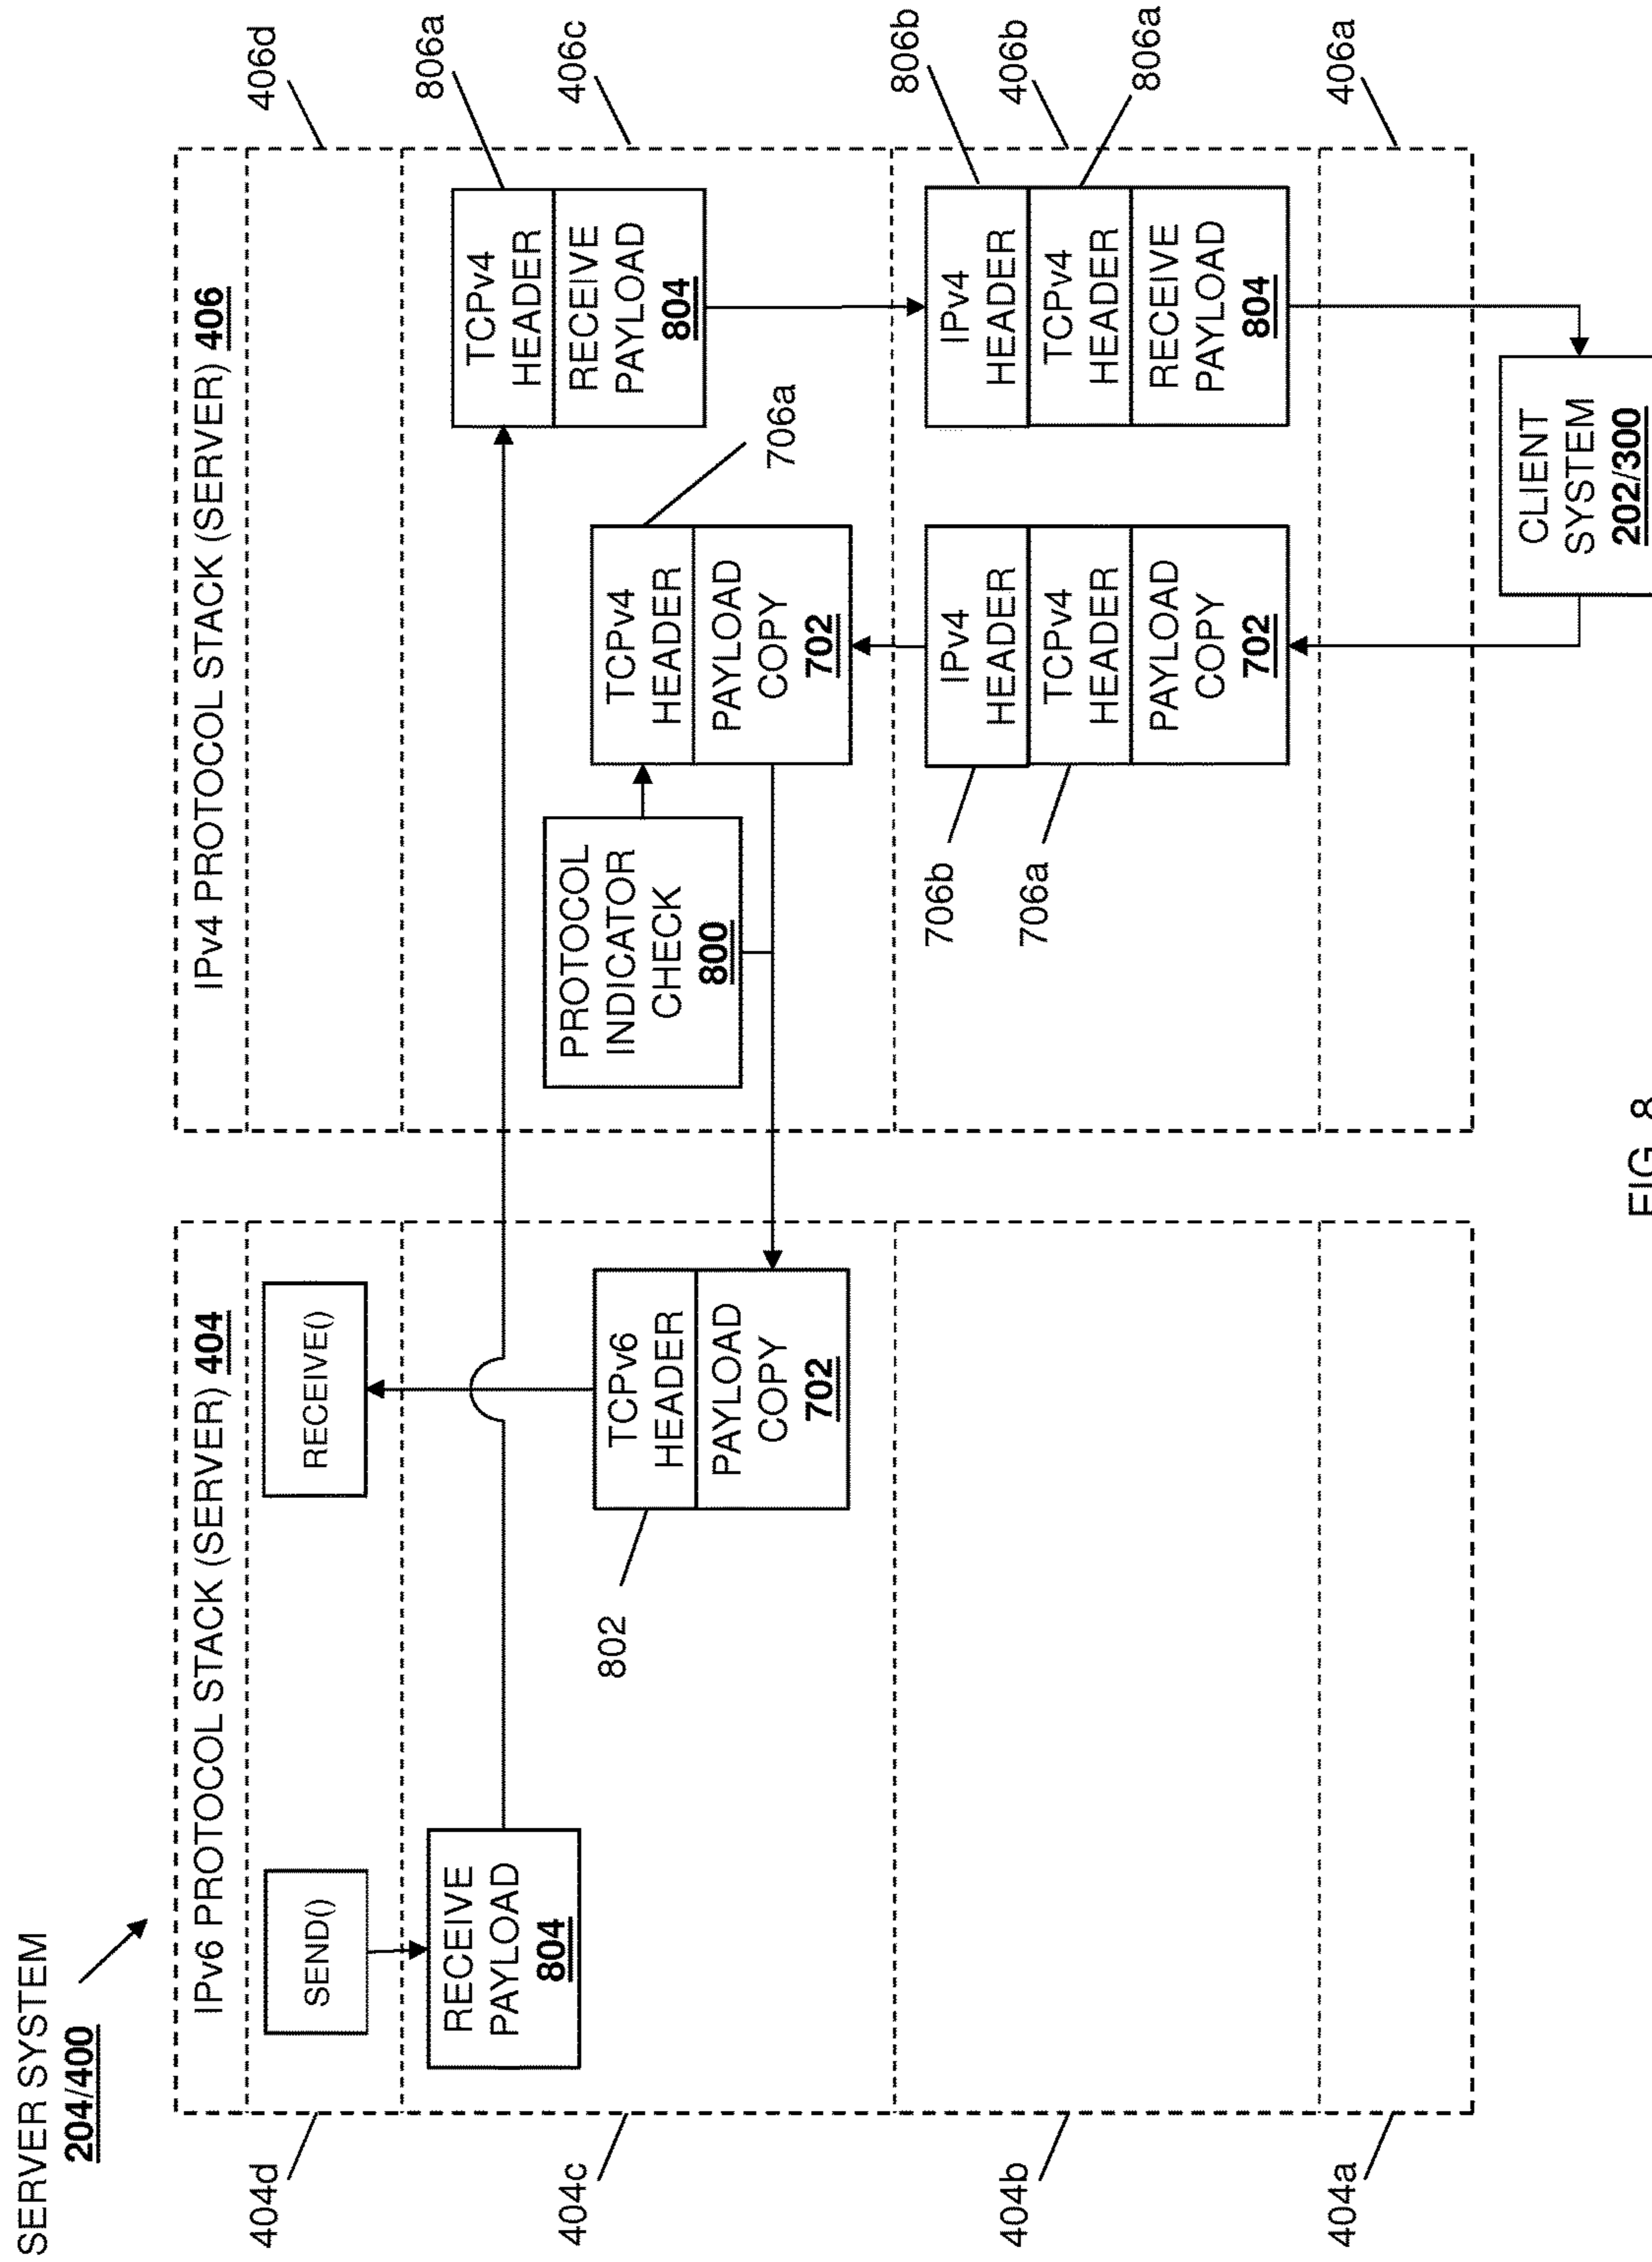 SERVER SYSTEM
204/400
IPv6 PROTOCOL STACK (SERVER) 404
404d
SEND()
RECEIVE()
404c
RECEIVE
PAYLOAD
804
802
TCPv6
HEADER
PAYLOAD
COPY
702
404b
404a
IPv4 PROTOCOL STACK (SERVER) 406
406d
806a
TCPv4
HEADER
RECEIVE
PAYLOAD
804
406c
PROTOCOL
INDICATOR
CHECK
800
TCPv4
HEADER
PAYLOAD
COPY
702
706a
706b
706a
IPv4
HEADER
TCPv4
HEADER
PAYLOAD
COPY
702
IPv4
HEADER
TCPv4
HEADER
RECEIVE
PAYLOAD
804
806b
406b
806a
406a
CLIENT
SYSTEM
202/300
FIG. 8